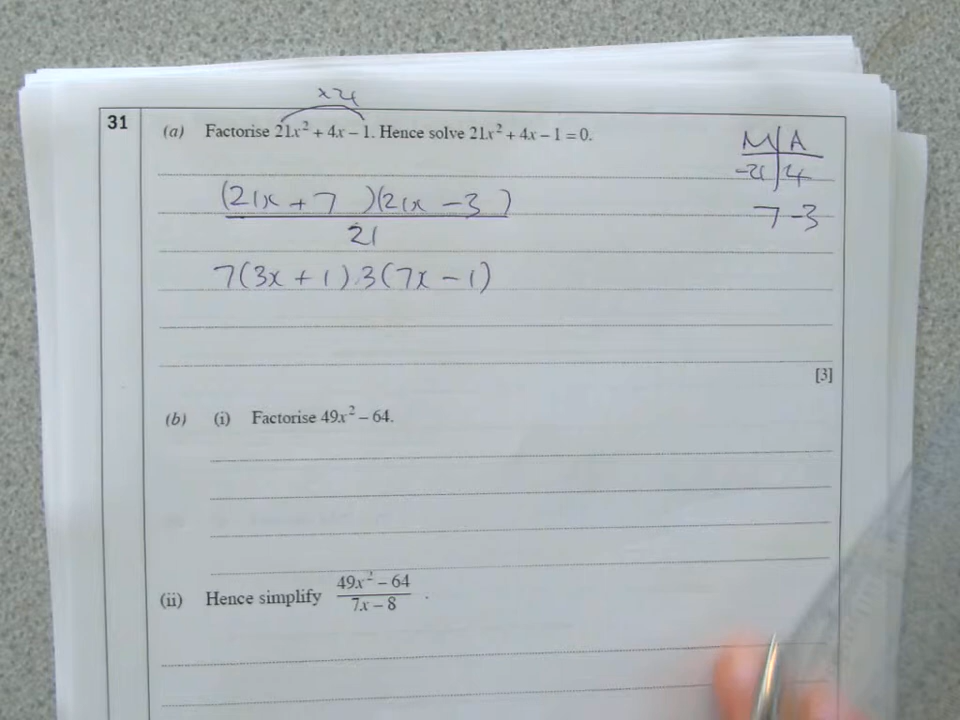 31
×4
(a) Factorise 21x² + 4x – 1. Hence solve 21x² + 4x – 1 = 0.
M | A
-21 | 4
7 -3
(21x + 7 )(21x - 3 )
21
7(3x + 1).3(7x - 1)
[3]
(b) (i) Factorise 49x² – 64.
(ii) Hence simplify 49x² – 64 / 7x – 8 .